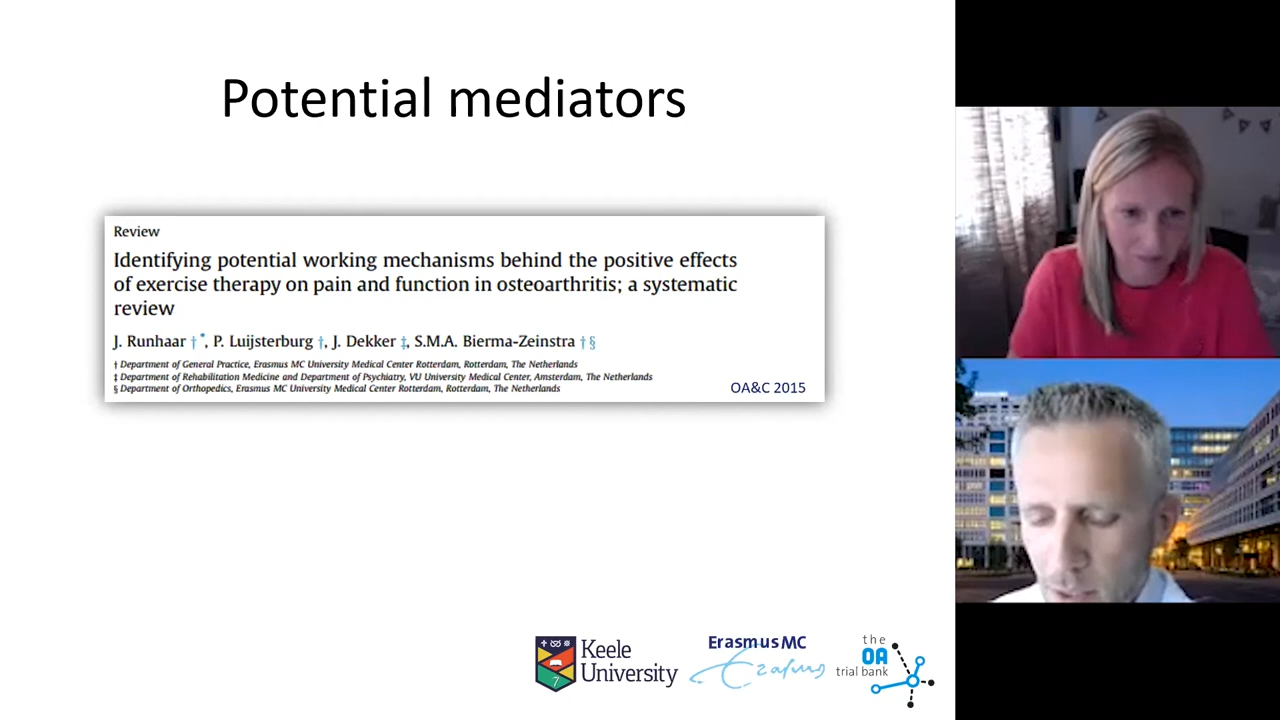 Potential mediators
Review
Identifying potential working mechanisms behind the positive effects
of exercise therapy on pain and function in osteoarthritis; a systematic
review
J. Runhaar † *, P. Luijsterburg †, J. Dekker ‡, S.M.A. Bierma-Zeinstra † §
† Department of General Practice, Erasmus MC University Medical Center Rotterdam, Rotterdam, The Netherlands
‡ Department of Rehabilitation Medicine and Department of Psychiatry, VU University Medical Center, Amsterdam, The Netherlands
§ Department of Orthopedics, Erasmus MC University Medical Center Rotterdam, Rotterdam, The Netherlands
OA&C 2015
Keele
University
Erasmus MC
Erasmus
the
OA
trial bank